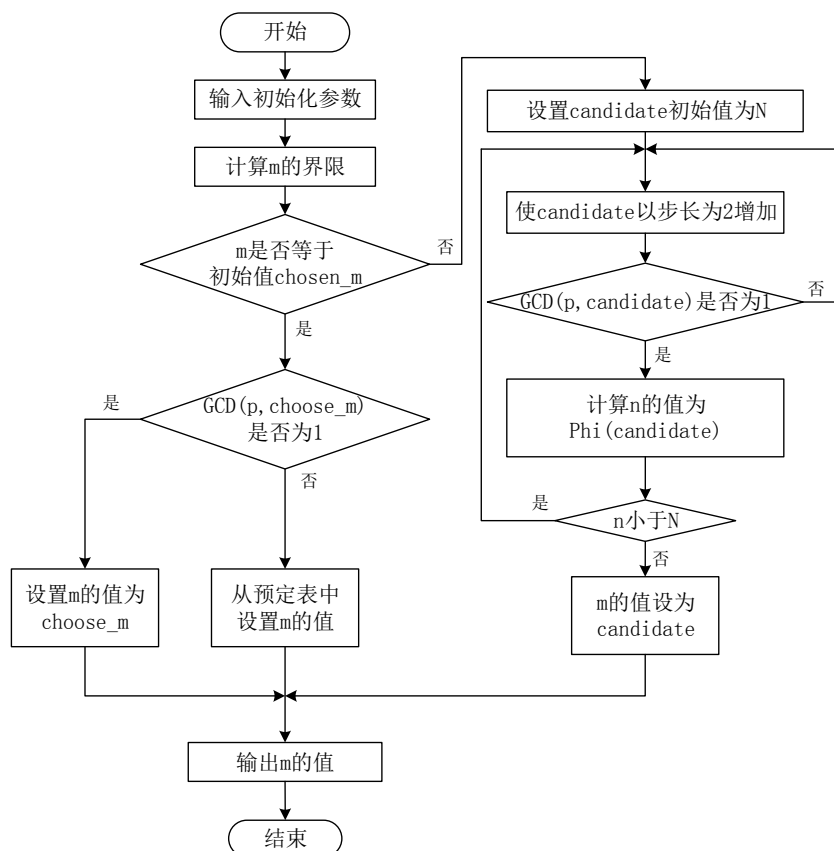 开始
输入初始化参数
计算m的界限
m是否等于
初始值chosen_m
否
是
GCD(p,choose_m)
是否为1
是
否
设置m的值为
choose_m
从预定表中
设置m的值
设置candidate初始值为N
使candidate以步长为2增加
GCD(p,candidate)是否为1
否
是
计算n的值为
Phi(candidate)
是
n小于N
否
m的值设为
candidate
输出m的值
结束